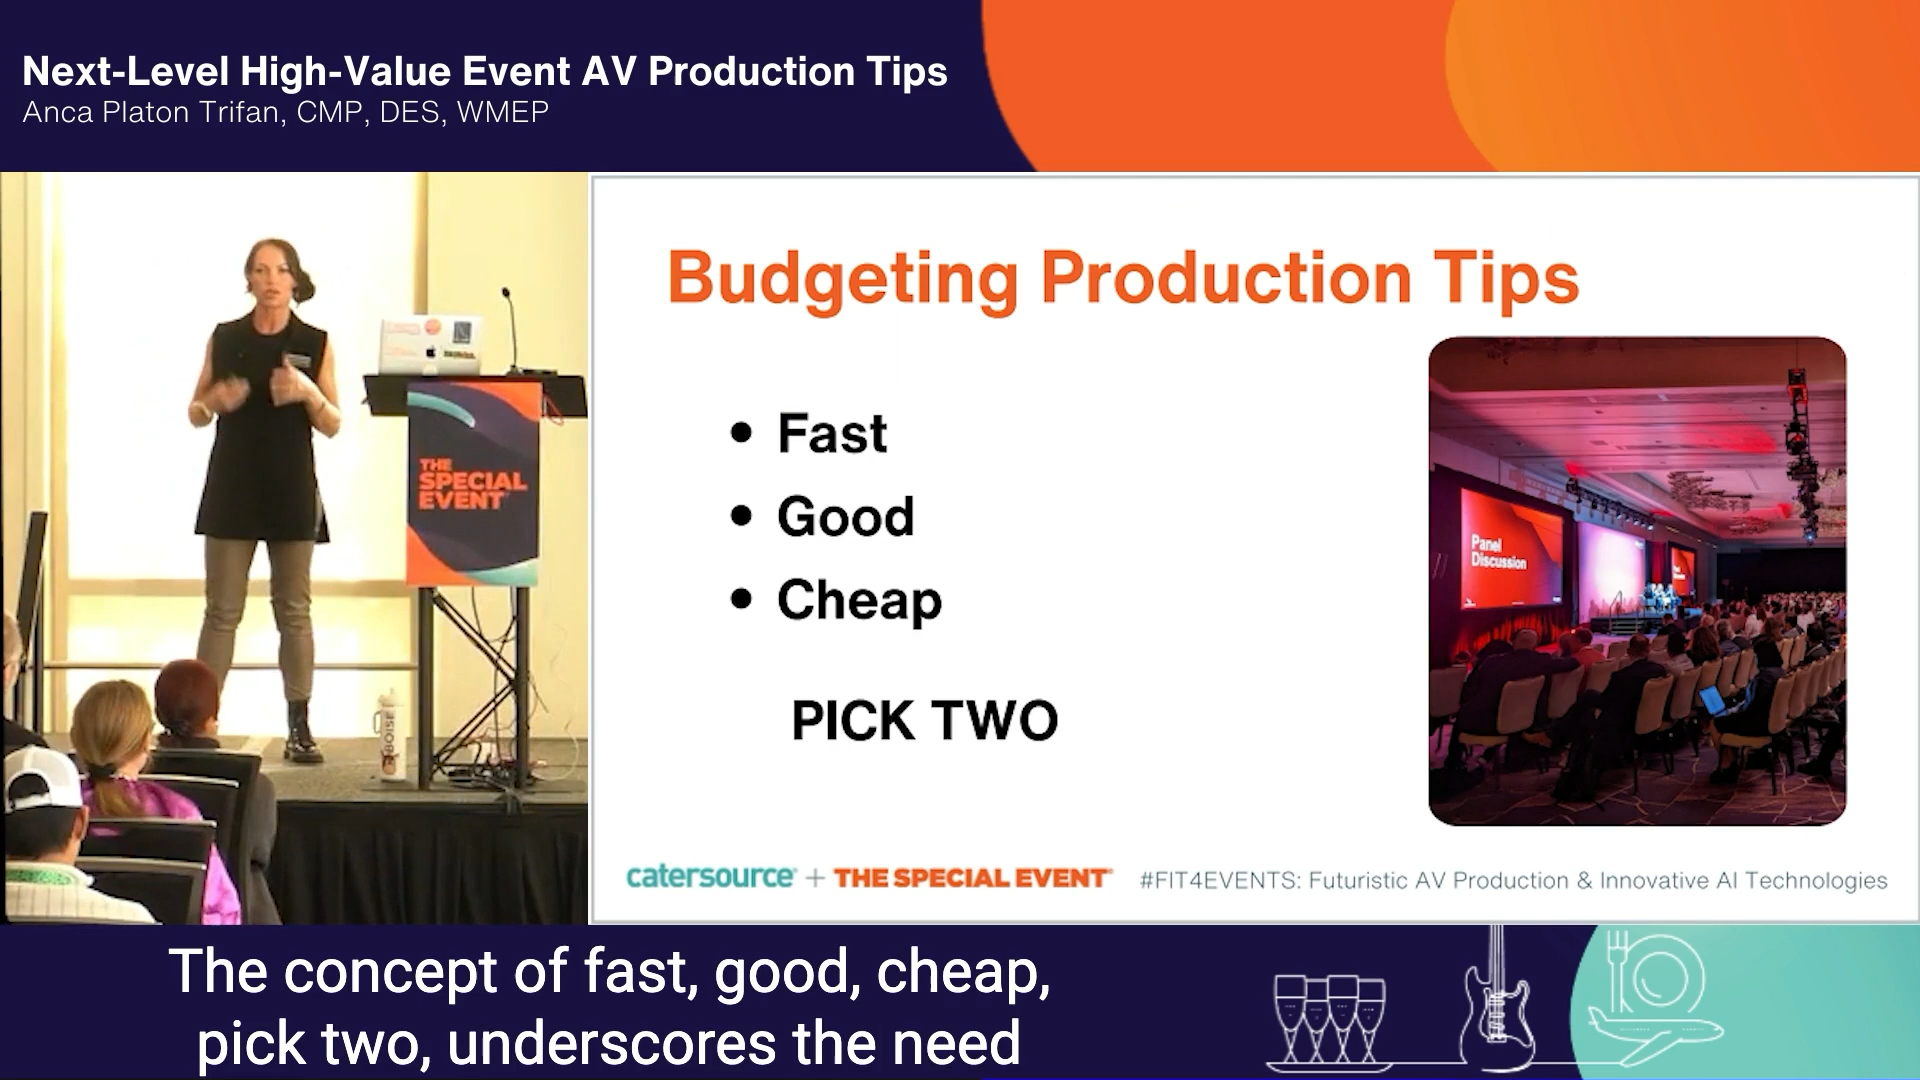 Next-Level High-Value Event AV Production Tips
Anca Platon Trifan, CMP, DES, WMEP
THE
SPECIAL
EVENT
BOISE
Budgeting Production Tips
• Fast
• Good
• Cheap
PICK TWO
Panel
Discussion
catersource + THE SPECIAL EVENT
#FIT4EVENTS: Futuristic AV Production & Innovative AI Technologies
The concept of fast, good, cheap,
pick two, underscores the need